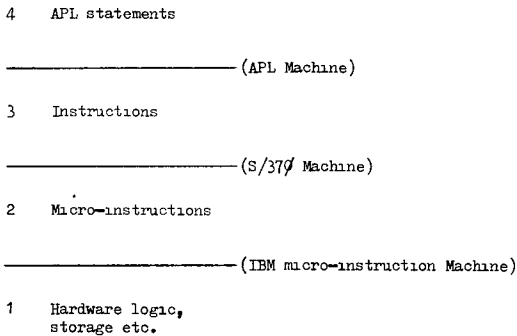 4 APL statements
(APL Machine)
3 Instructions
(S/370 Machine)
2 Micro-instructions
(IBM micro-instruction Machine)
1 Hardware logic,
storage etc.